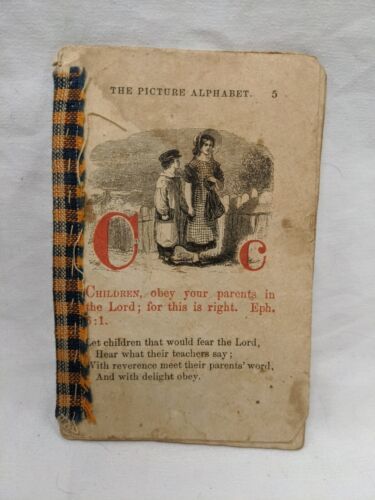 THE PICTURE ALPHABET. 5
C c
CHILDREN, obey your parents in
the Lord; for this is right. Eph.
:1.
Let children that would fear the Lord,
Hear what their teachers say;
With reverence meet their parents' word,
And with delight obey.